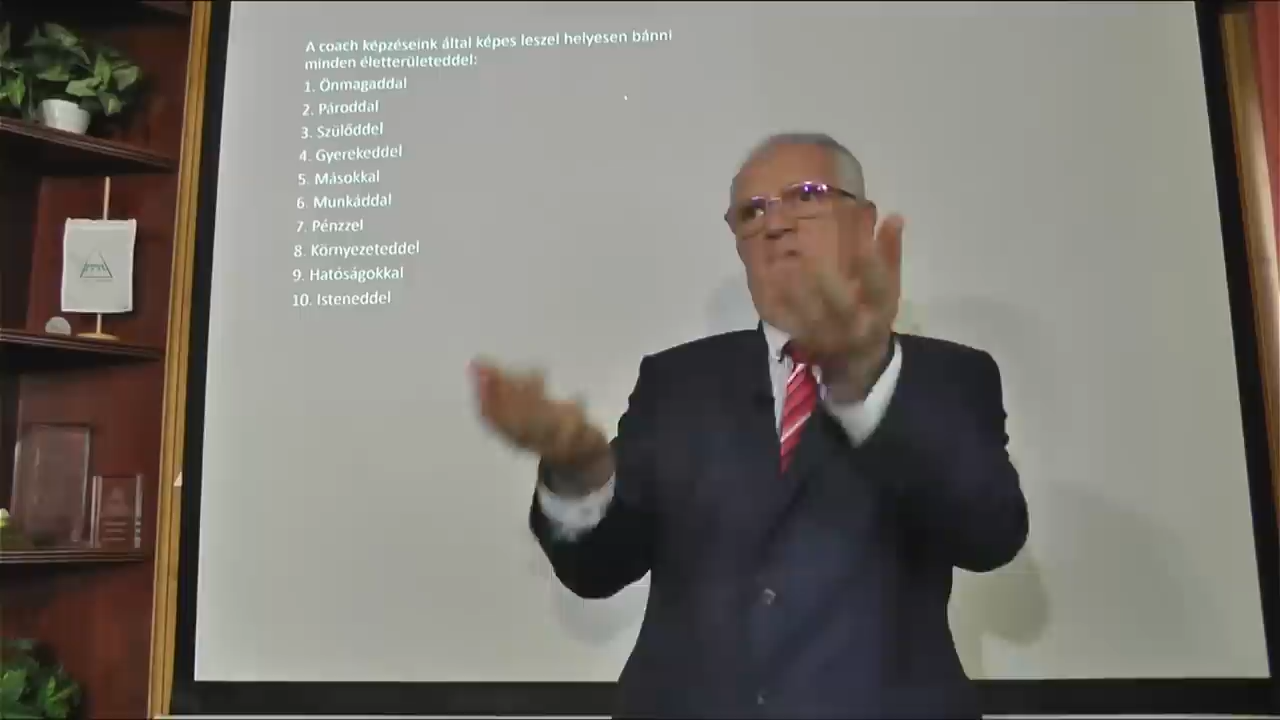 A coach képzéseink által képes leszel helyesen bánni
minden életterületeddel:
1. Önmagaddal
2. Pároddal
3. Szülőddel
4. Gyerekeddel
5. Másokkal
6. Munkáddal
7. Pénzzel
8. Környezeteddel
9. Hatóságokkal
10. Isteneddel